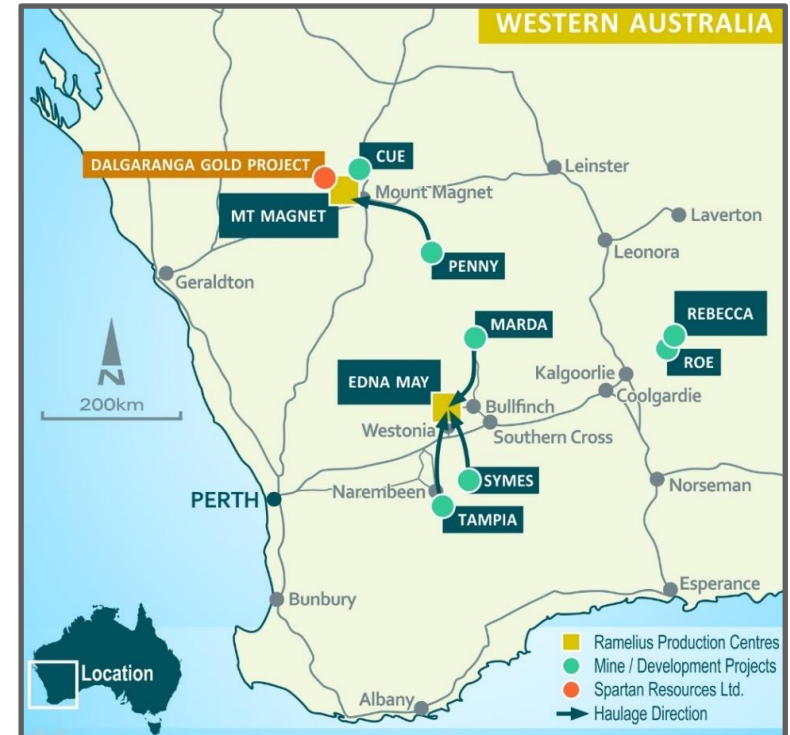 WESTERN AUSTRALIA
CUE
DALGARANGA GOLD PROJECT
Leinster
Mount Magnet
MT MAGNET
Laverton
Leonora
PENNY
Geraldton
REBECCA
MARDA
ROE
N
Kalgoorlie
EDNA MAY
Coolgardie
200km
Bullfinch
Westonia
Southern Cross
SYMES
Norseman
Narembeen
PERTH
TAMPIA
Esperance
Bunbury
Ramelius Production Centres
Location
Mine / Development Projects
Spartan Resources Ltd.
Albany
Haulage Direction